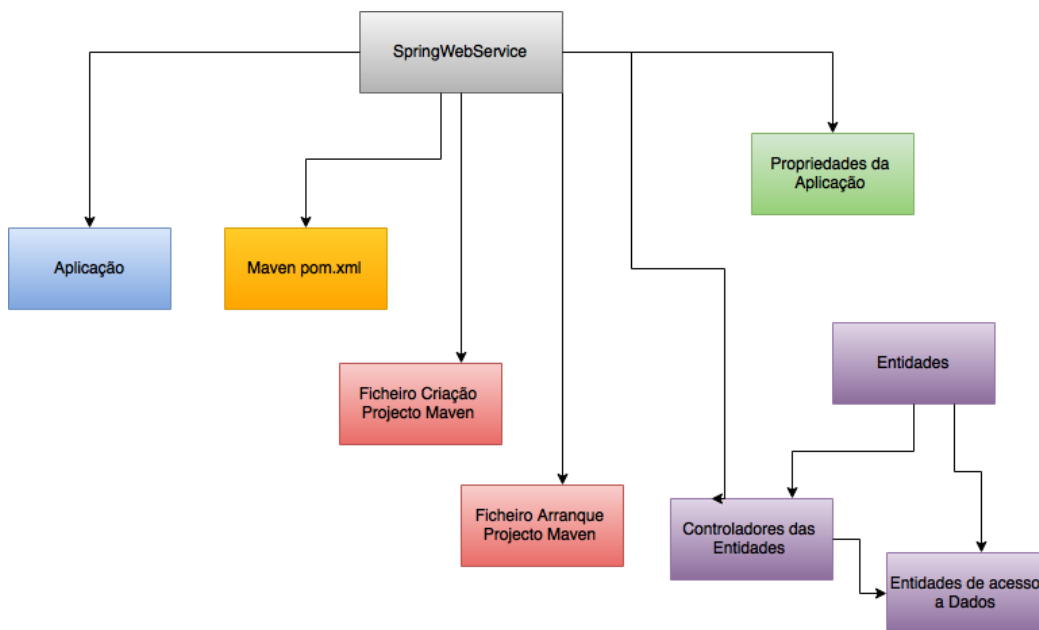 SpringWebService
Propriedades da
Aplicação
Aplicação
Maven pom.xml
Ficheiro Criação
Projecto Maven
Entidades
Ficheiro Arranque
Projecto Maven
Controladores das
Entidades
Entidades de acesso
a Dados